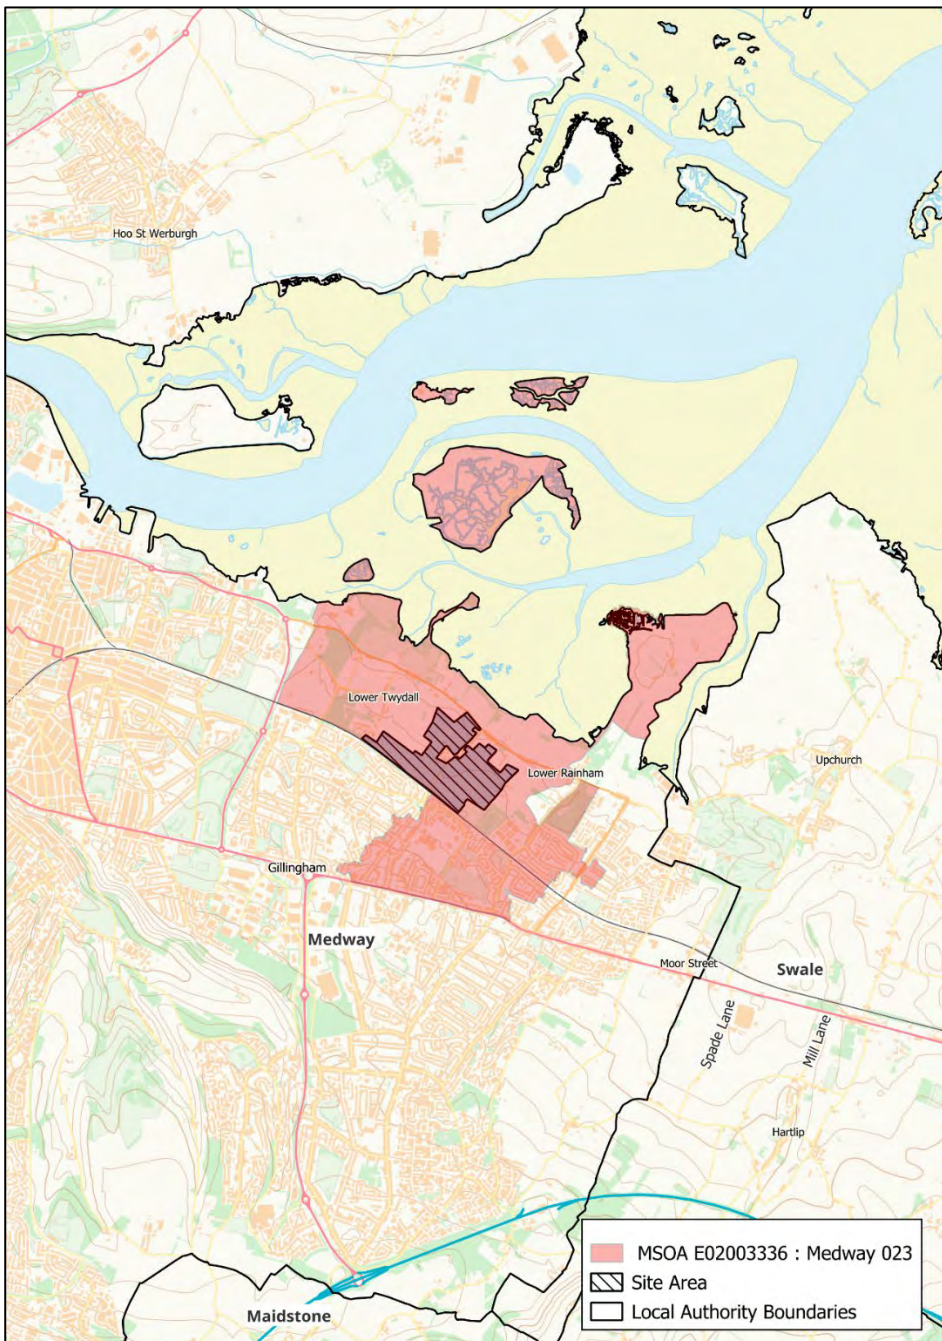 Hoo St Werburgh
Lower Twydall
Upchurch
Lower Rainham
Gillingham
Medway
Moor Street
Swale
Spade Lane
Mill Lane
Hartlip
MSOA E02003336 : Medway 023
Site Area
Local Authority Boundaries
Maidstone